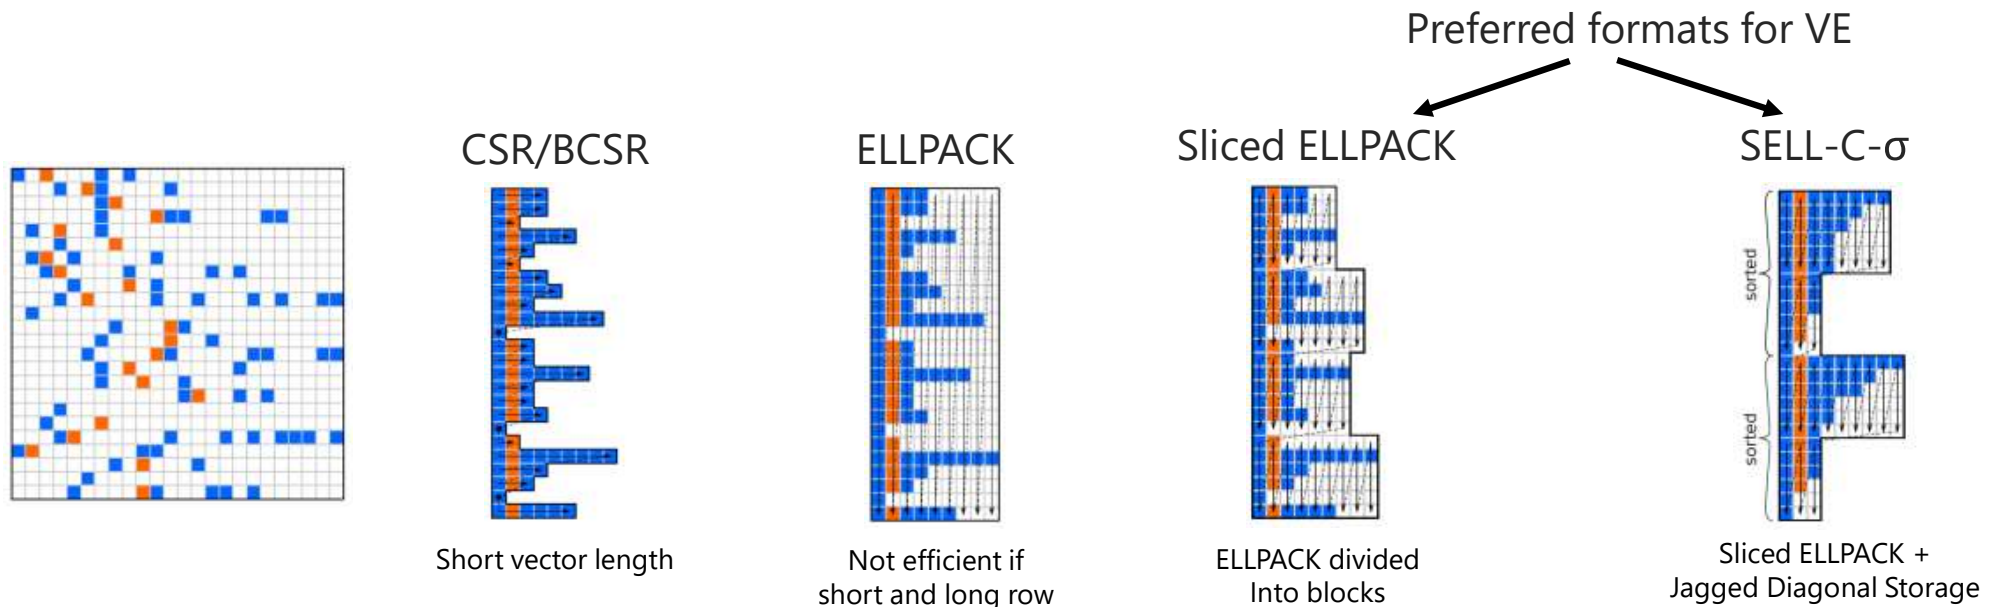 Preferred formats for VE
CSR/BCSR
ELLPACK
Sliced ELLPACK
SELL-C-σ
sorted
sorted
Short vector length
Not efficient if
short and long row
ELLPACK divided
Into blocks
Sliced ELLPACK +
Jagged Diagonal Storage